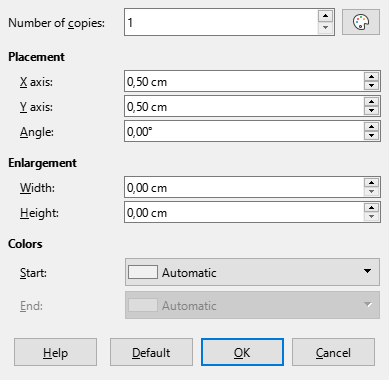 Number of copies: 1
Placement
X axis: 0,50 cm
Y axis: 0,50 cm
Angle: 0,00°
Enlargement
Width: 0,00 cm
Height: 0,00 cm
Colors
Start: Automatic
End: Automatic
Help Default OK Cancel